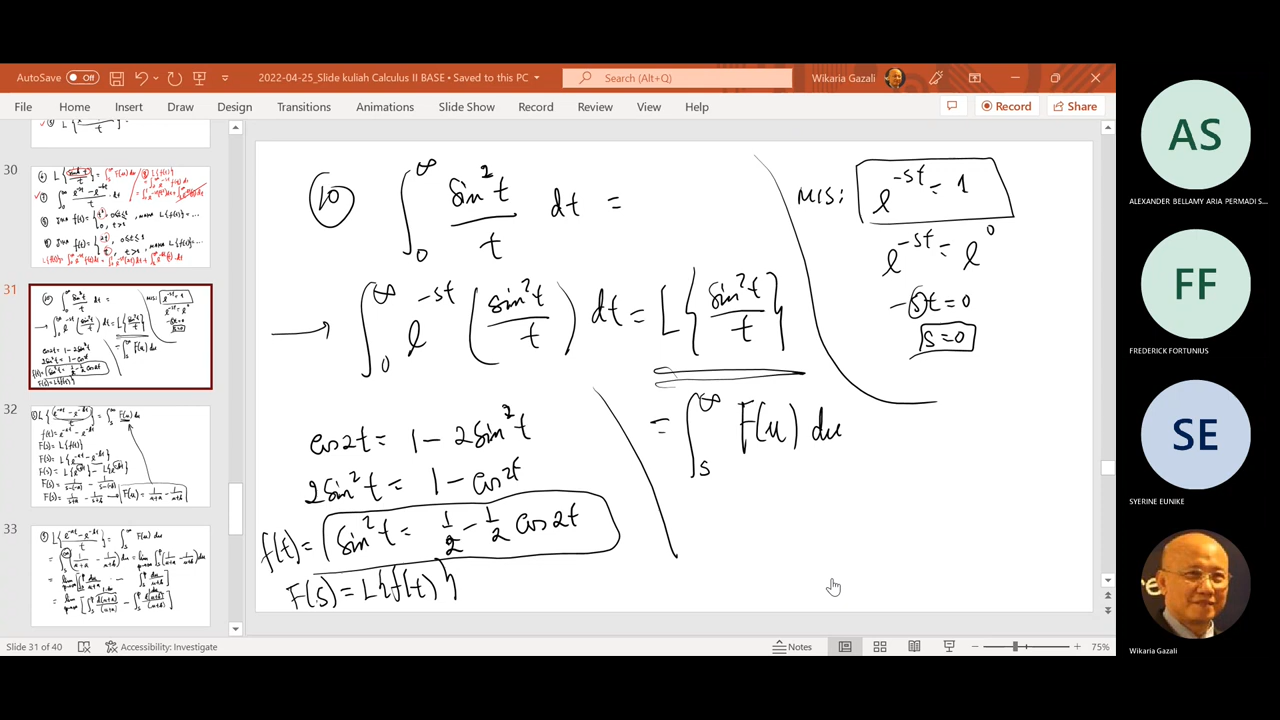 AutoSave Off 2022-04-25_Slide kuliah Calculus II BASE • Saved to this PC Search (Alt+Q) Wikaria Gazali
File Home Insert Draw Design Transitions Animations Slide Show Record Review View Help Record Share
30
31
32
33
10 ∫₀^∞ sin²t / t dt =
→ ∫₀^∞ e^-st (sin²t / t) dt = L{sin²t / t}
= ∫ₛ^∞ F(u) du
cos2t = 1 - 2sin²t
2sin²t = 1 - cos2t
f(t) = sin²t = 1/2 - 1/2 cos2t
F(s) = L{f(t)}
MIS: e^-st = 1
e^-st = e^0
-st = 0
s = 0
Slide 31 of 40 Accessibility: Investigate Notes 75%
AS
ALEXANDER BELLAMY ARIA PERMADI S...
FF
FREDERICK FORTUNIUS
SE
SYERINE EUNIKE
Wikaria Gazali